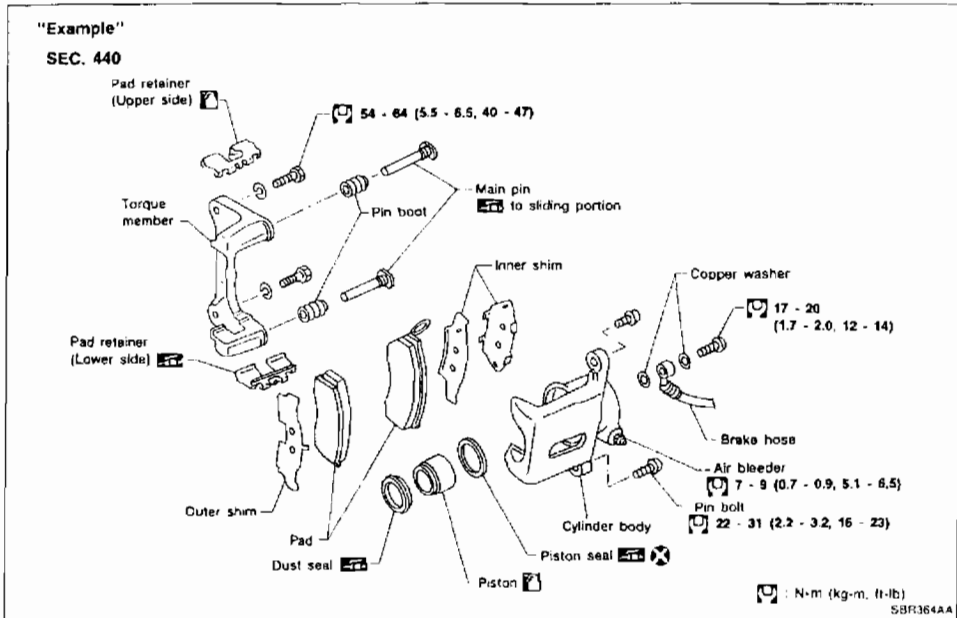 "Example"
SEC. 440
Pad retainer
(Upper side)
54 - 64 (5.5 - 6.5, 40 - 47)
Torque
member
Pin boot
Main pin
to sliding portion
Inner shim
Copper washer
17 - 20
(1.7 - 2.0, 12 - 14)
Pad retainer
(Lower side)
Brake hose
Air bleeder
7 - 9 (0.7 - 0.9, 5.1 - 6.5)
Outer shim
Pin bolt
22 - 31 (2.2 - 3.2, 16 - 23)
Cylinder body
Pad
Dust seal
Piston seal
Piston
: N·m (kg-m, ft-lb)
SBR364AA